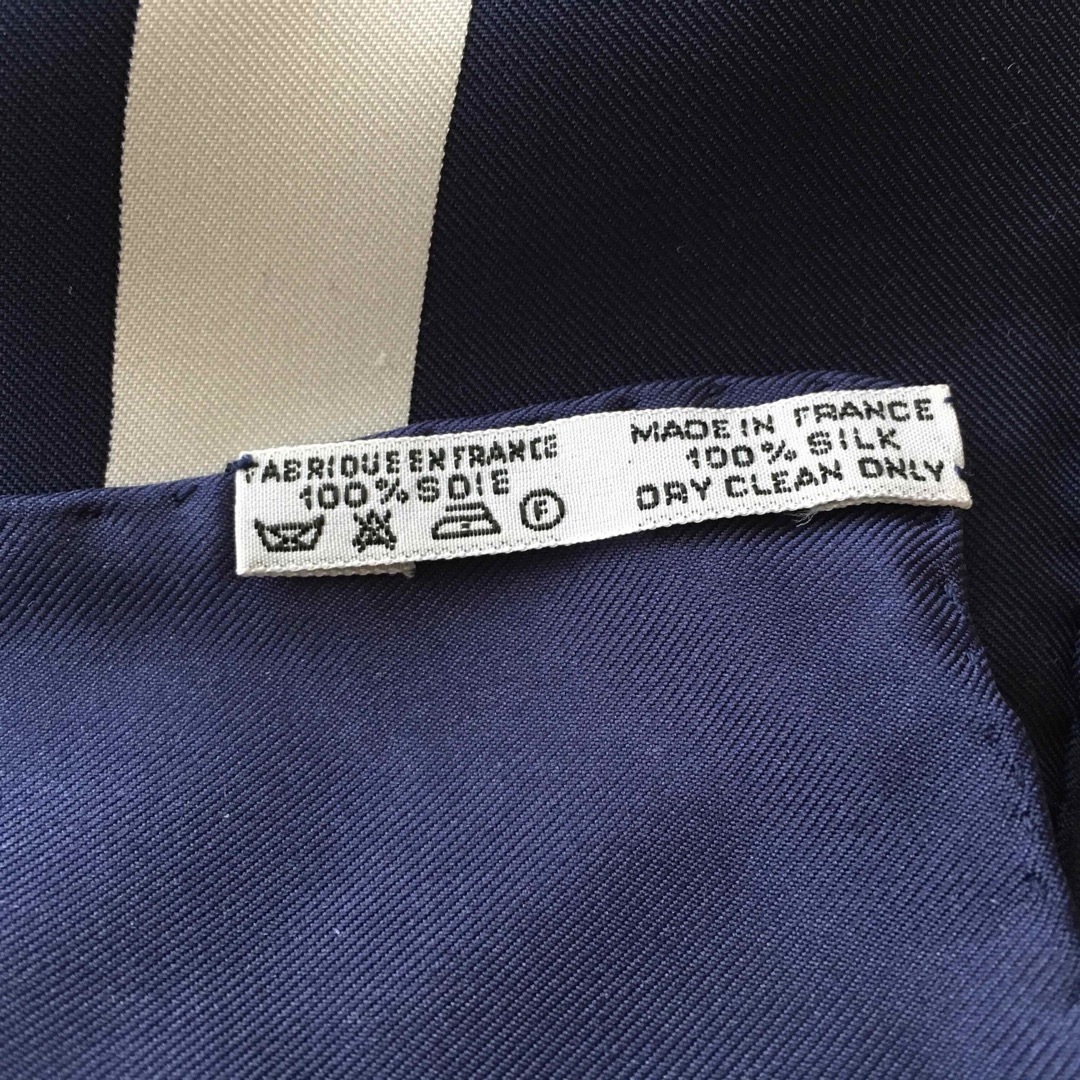 FABRIQUE EN FRANCE
100% SOIE
F
MADE IN FRANCE
100% SILK
DRY CLEAN ONLY